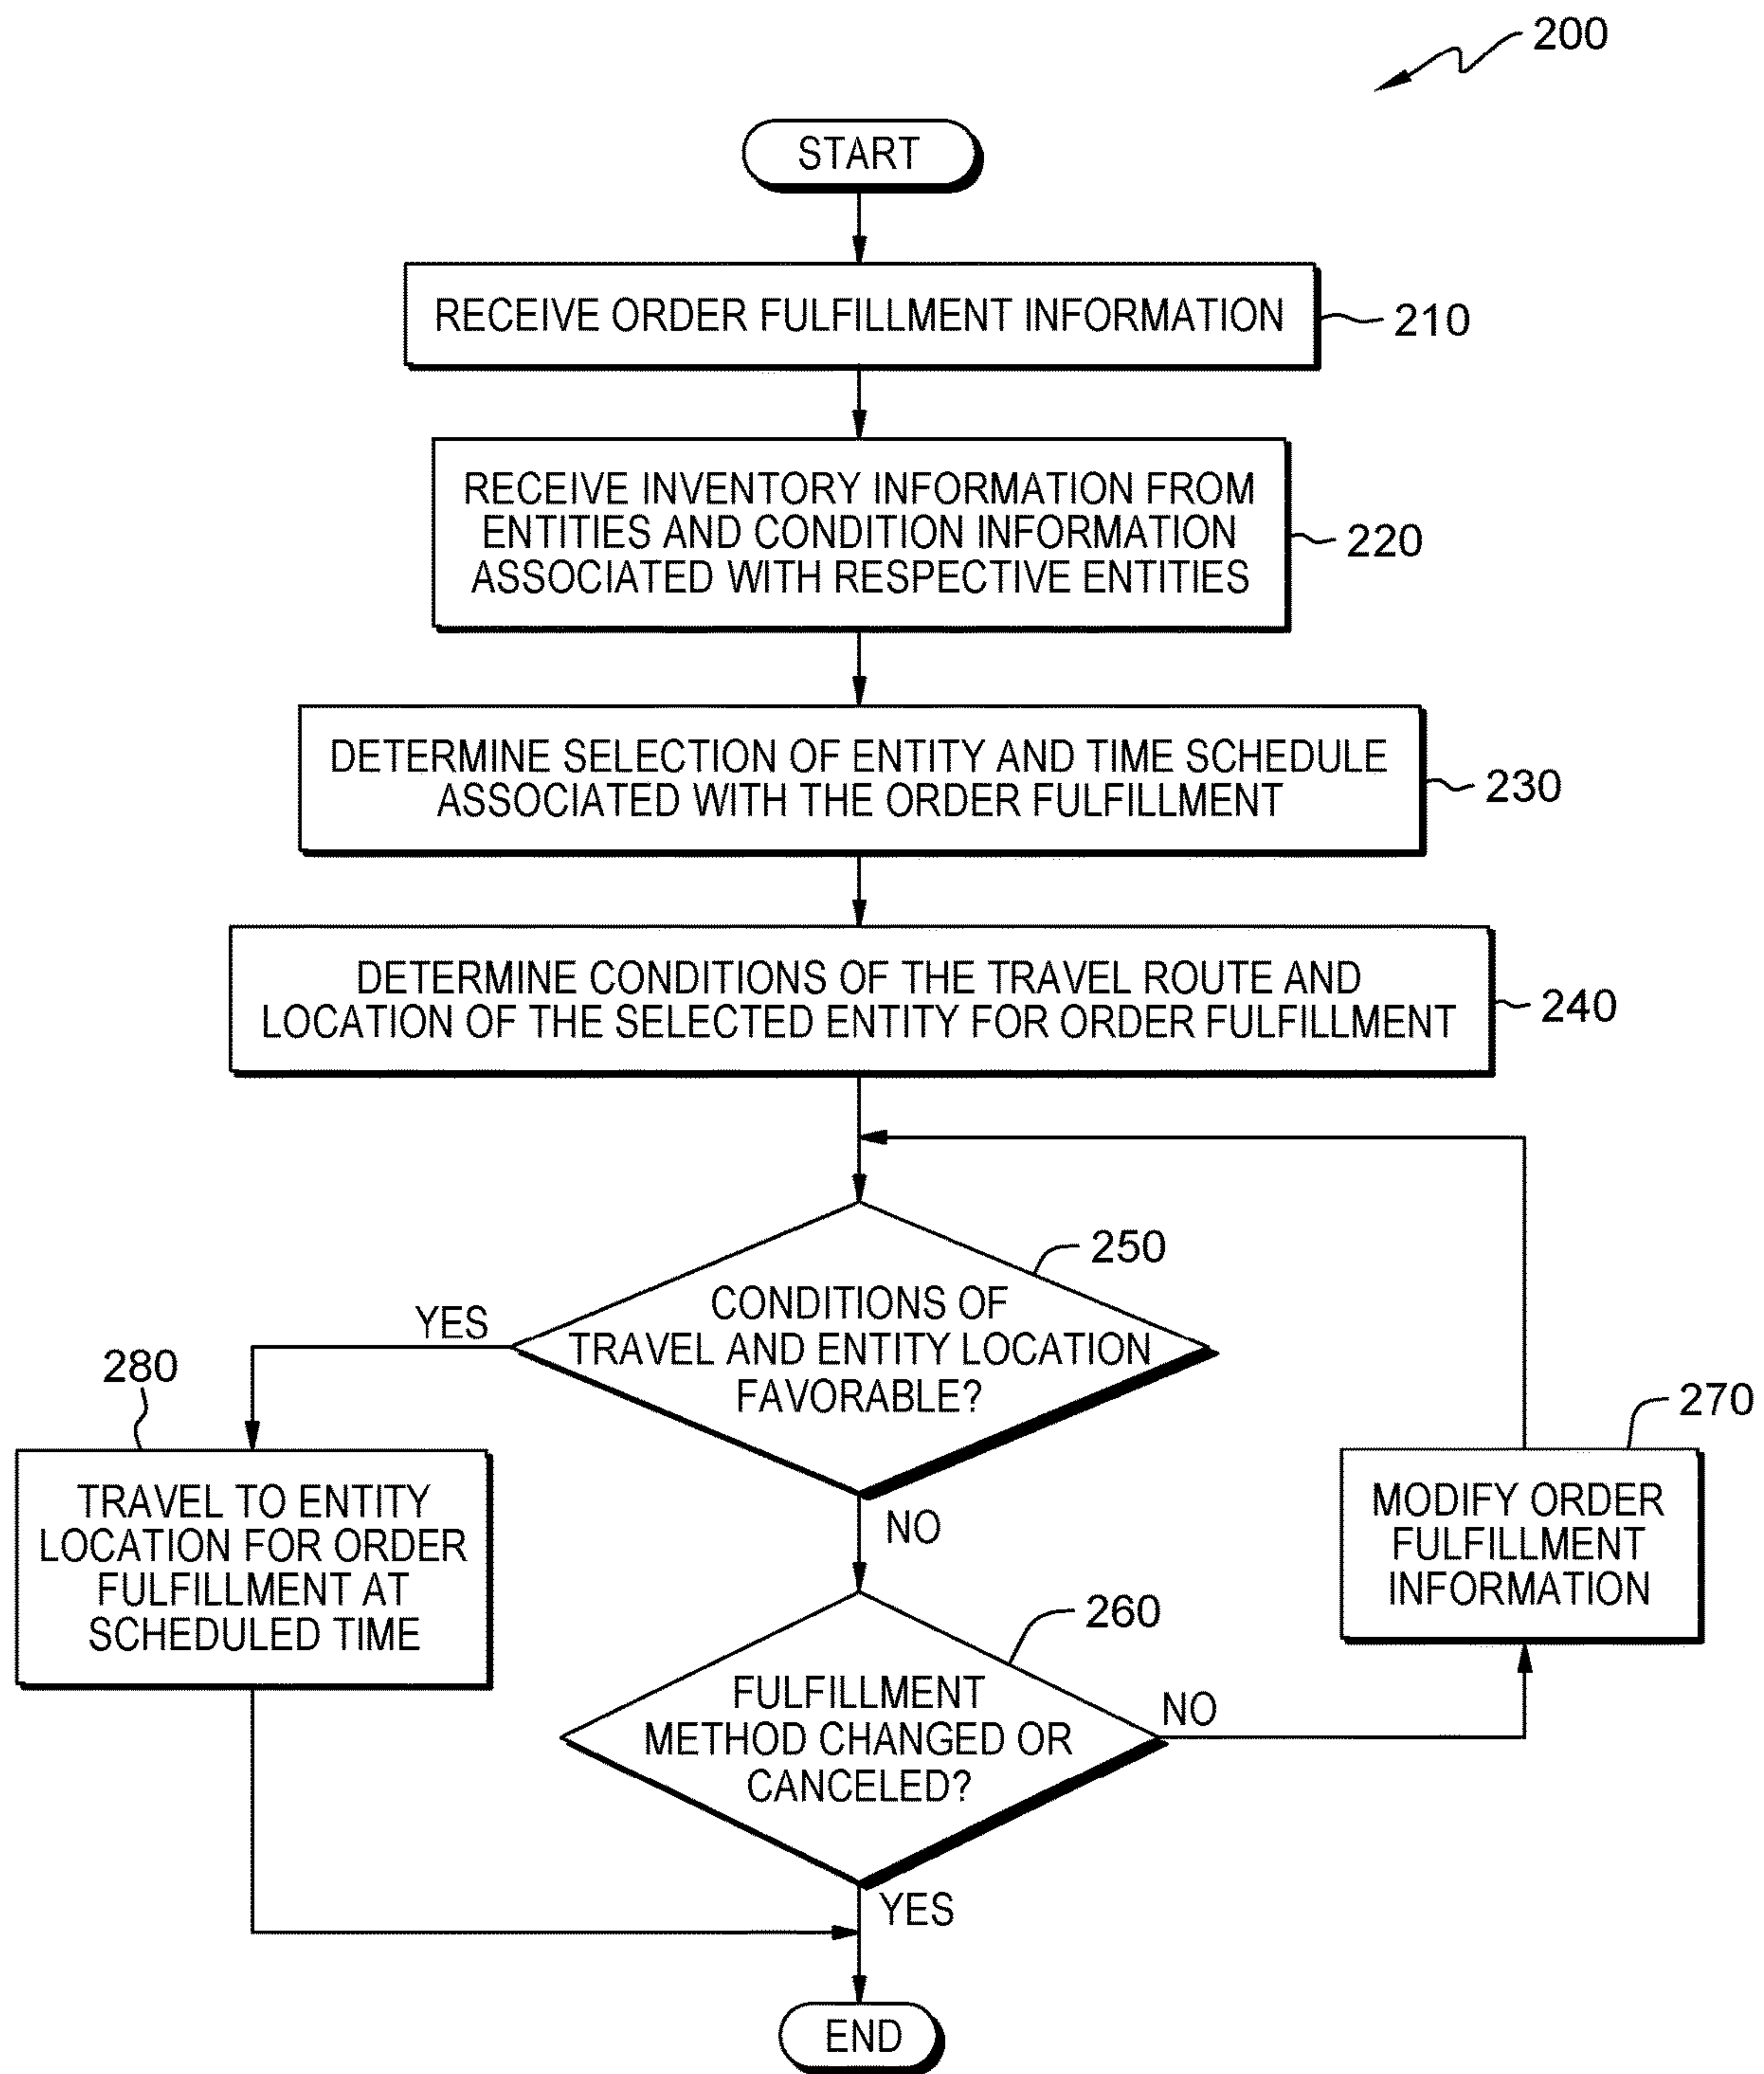 200
START
RECEIVE ORDER FULFILLMENT INFORMATION
210
RECEIVE INVENTORY INFORMATION FROM
ENTITIES AND CONDITION INFORMATION
ASSOCIATED WITH RESPECTIVE ENTITIES
220
DETERMINE SELECTION OF ENTITY AND TIME SCHEDULE
ASSOCIATED WITH THE ORDER FULFILLMENT
230
DETERMINE CONDITIONS OF THE TRAVEL ROUTE AND
LOCATION OF THE SELECTED ENTITY FOR ORDER FULFILLMENT
240
250
CONDITIONS OF
TRAVEL AND ENTITY LOCATION
FAVORABLE?
YES
NO
280
TRAVEL TO ENTITY
LOCATION FOR ORDER
FULFILLMENT AT
SCHEDULED TIME
270
MODIFY ORDER
FULFILLMENT
INFORMATION
260
FULFILLMENT
METHOD CHANGED OR
CANCELED?
NO
YES
END